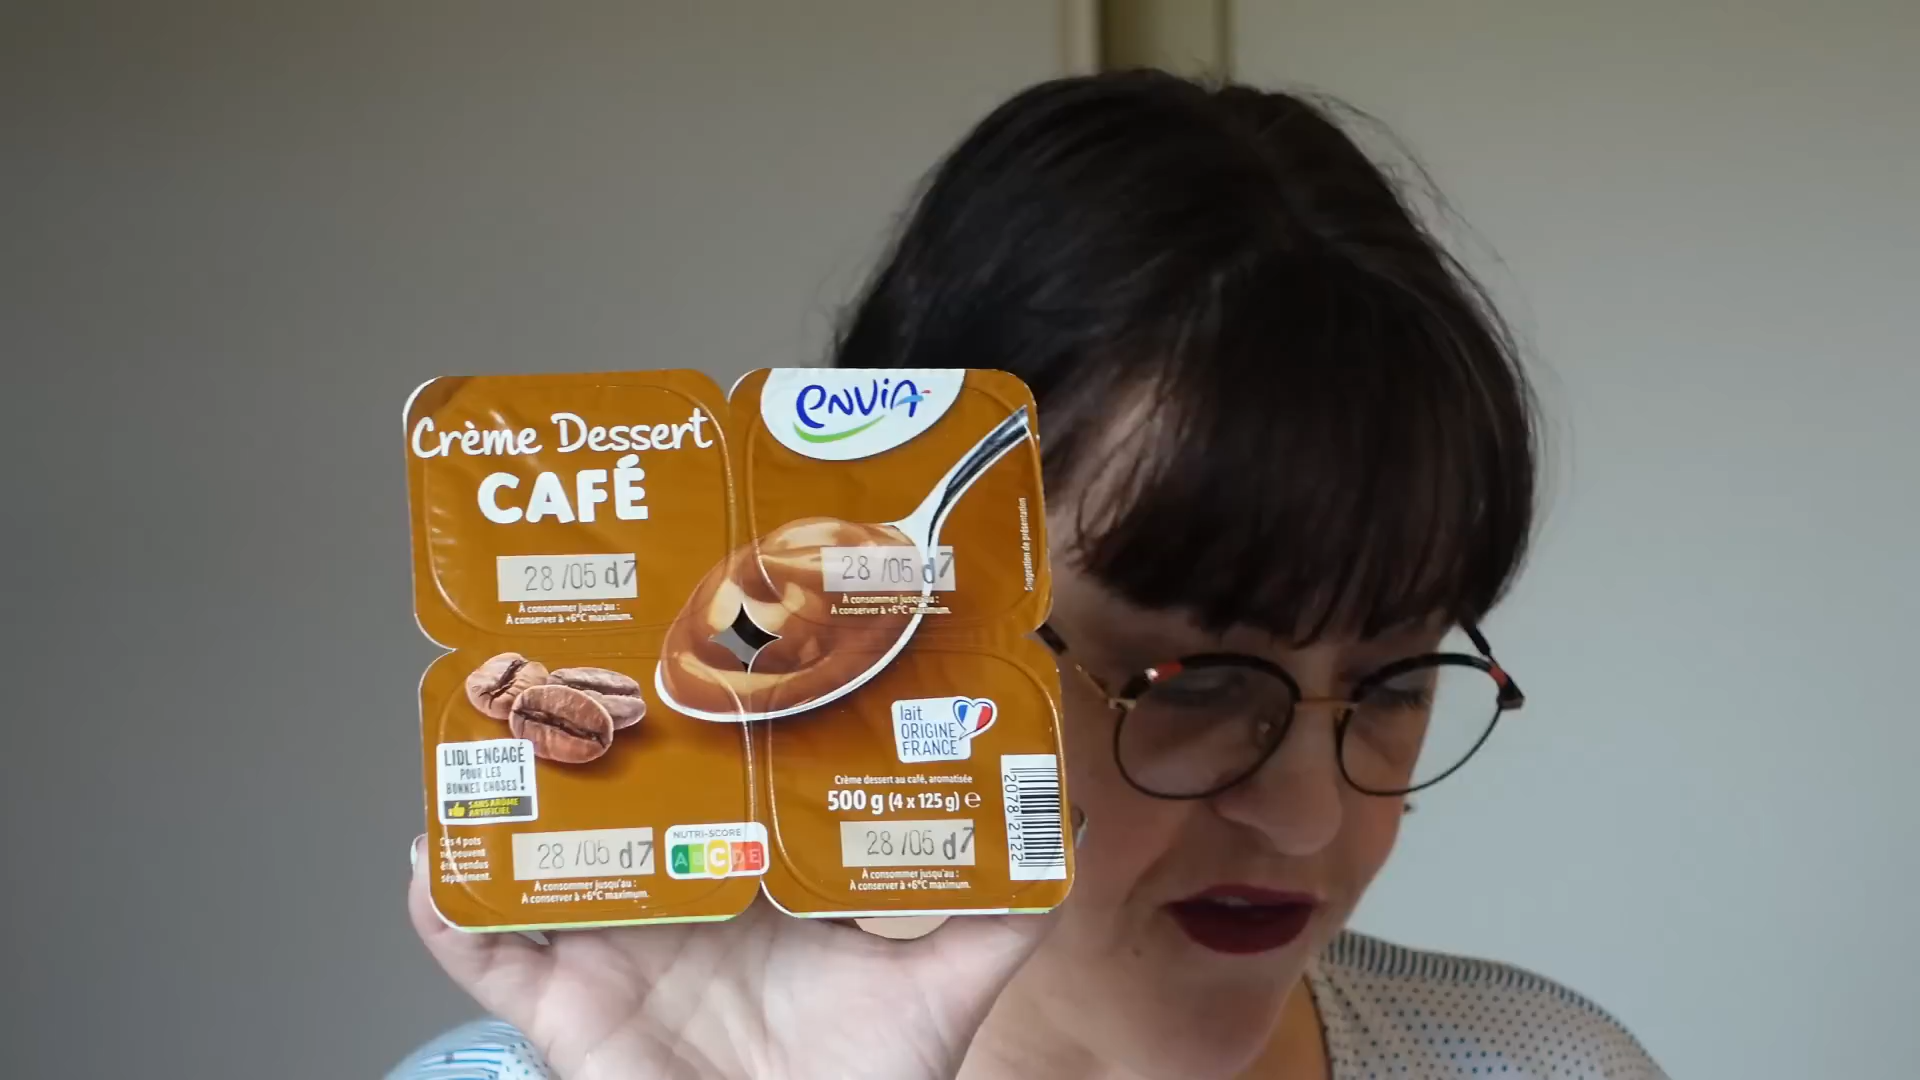 Crème Dessert
CAFÉ
28 /05 d7
À consommer jusqu'au :
À conserver à +6°C maximum.
envia
28 /05 d7
À consommer jusqu'au :
À conserver à +6°C maximum.
Suggestion de présentation
LIDL ENGAGÉ
POUR LES
BONNES CHOSES !
SANS ARÔME
ARTIFICIEL
Ces 4 pots
ne peuvent
être vendus
séparément.
28 /05 d7
À consommer jusqu'au :
À conserver à +6°C maximum.
NUTRI-SCORE
A B C D E
lait
ORIGINE
FRANCE
Crème dessert au café, aromatisée
500 g (4 x 125 g) e
28 /05 d7
À consommer jusqu'au :
À conserver à +6°C maximum.
2078 2122